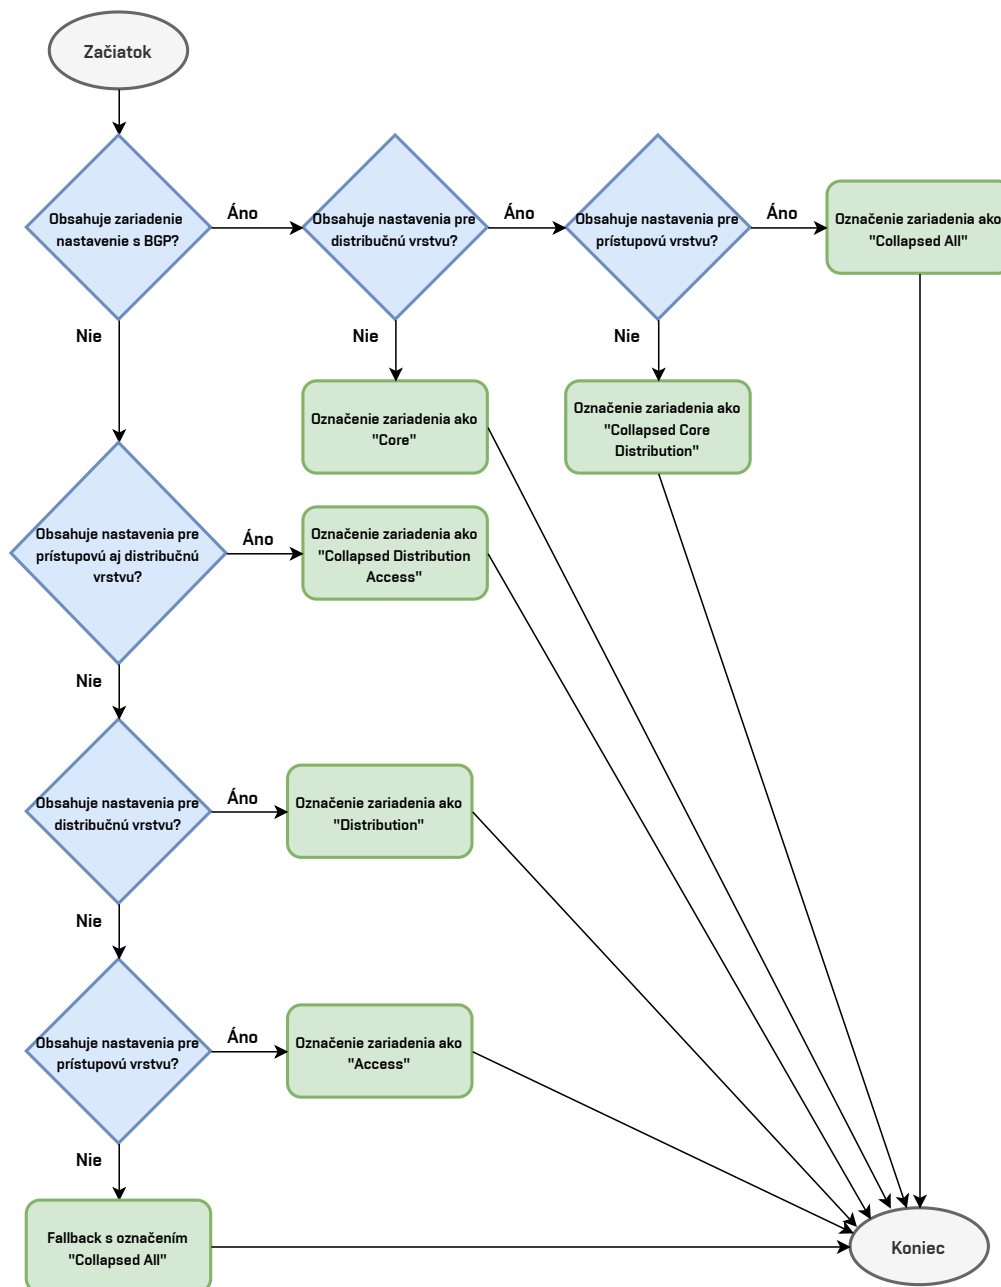 Začiatok
Obsahuje zariadenie
nastavenie s BGP?
Áno
Obsahuje nastavenia pre
distribučnú vrstvu?
Áno
Obsahuje nastavenia pre
prístupovú vrstvu?
Áno
Označenie zariadenia ako
"Collapsed All"
Nie
Nie
Nie
Označenie zariadenia ako
"Core"
Označenie zariadenia ako
"Collapsed Core
Distribution"
Obsahuje nastavenia pre
prístupovú aj distribučnú
vrstvu?
Áno
Označenie zariadenia ako
"Collapsed Distribution
Access"
Nie
Obsahuje nastavenia pre
distribučnú vrstvu?
Áno
Označenie zariadenia ako
"Distribution"
Nie
Obsahuje nastavenia pre
prístupovú vrstvu?
Áno
Označenie zariadenia ako
"Access"
Nie
Fallback s označením
"Collapsed All"
Koniec